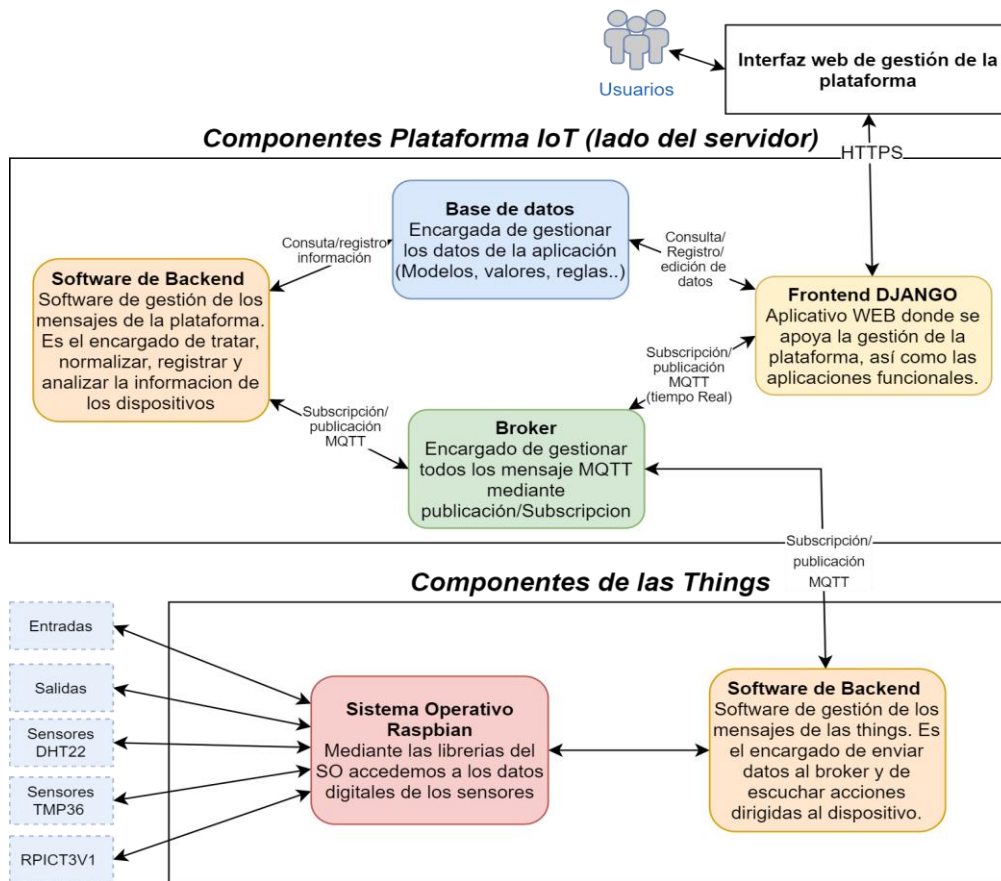 Usuarios
Interfaz web de gestión de la
plataforma
Componentes Plataforma IoT (lado del servidor)
HTTPS
Base de datos
Encargada de gestionar
los datos de la aplicación
(Modelos, valores, reglas..)
Consuta/registro
información
Consulta/
Registro/
edición de
datos
Software de Backend
Software de gestión de los
mensajes de la plataforma.
Es el encargado de tratar,
normalizar, registrar y
analizar la informacion de
los dispositivos
Frontend DJANGO
Aplicativo WEB donde se
apoya la gestión de la
plataforma, así como las
aplicaciones funcionales.
Subscripción/
publicación
MQTT
(tiempo Real)
Subscripción/
publicación
MQTT
Broker
Encargado de gestionar
todos los mensaje MQTT
mediante
publicación/Subscripcion
Subscripción/
publicación
MQTT
Componentes de las Things
Entradas
Salidas
Sensores
DHT22
Sensores
TMP36
RPICT3V1
Sistema Operativo
Raspbian
Mediante las librerias del
SO accedemos a los datos
digitales de los sensores
Software de Backend
Software de gestión de los
mensajes de las things. Es
el encargado de enviar
datos al broker y de
escuchar acciones
dirigidas al dispositivo.